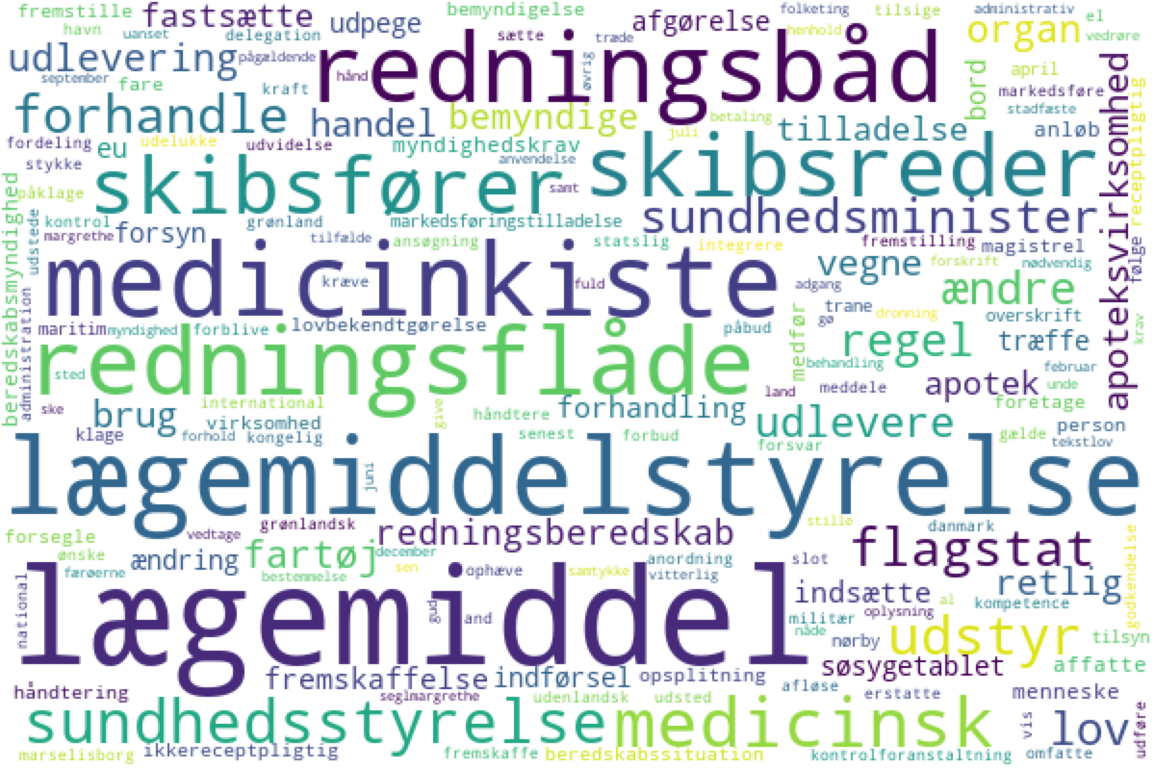 fremstille fastsætte udpege bemyndigelse afgørelse folketing tilsige administrativ el
havn uanset delegation sætte træde henhold organ vedrøre
udlevering pågældende redningsbåd øvrig bord april
september fare kraft hånd markedsføre
forhandle handel bemyndige betaling tilladelse stadfæste anløb
fordeling udelukke udvidelse myndighedskrav juli apoteksvirksomhed receptpligtig
stykke eu anvendelse skibsreder
påklage skibsfører samt
beredskabsmyndighed udstede kontrol grønland markedsføringstilladelse sundhedsminister
margrethe forsyn tilfælde ansøgning statslig integrere fremstilling magistrel følge
medicinkiste kræve fuld vegne forskrift nødvendig
adgang ændre
administration maritim myndighed forblive lovbekendtgørelse påbud medfør trane gø dronning overskrift krav
redningsflåde regel træffe
sted behandling februar
ske international give land meddele apotek unde
brug virksomhed håndtere forhandling udlevere foretage
klage forhold kongelig senest forbud forsvar gælde person
tekstlov
lægemiddelstyrelse juni
forsegle vedtage grønlandsk redningsberedskab stille flagstat danmark
ønske ændring fartøj december anordning slot godkendelse
færøerne bestemmelse sen ophæve samtykke vitterlig indsætte retlig
national lægemiddel gud and militær oplysning al kompetence
nåde nørby udstyr tilsyn
fremskaffelse indførsel opsplitning søsygetablet affatte
håndtering seglmargrethe udenlandsk udsted afløse erstatte menneske
sundhedsstyrelse medicinsk vis lov udføre
marselisborg ikkereceptpligtig fremskaffe beredskabssituation kontrolforanstaltning omfatte